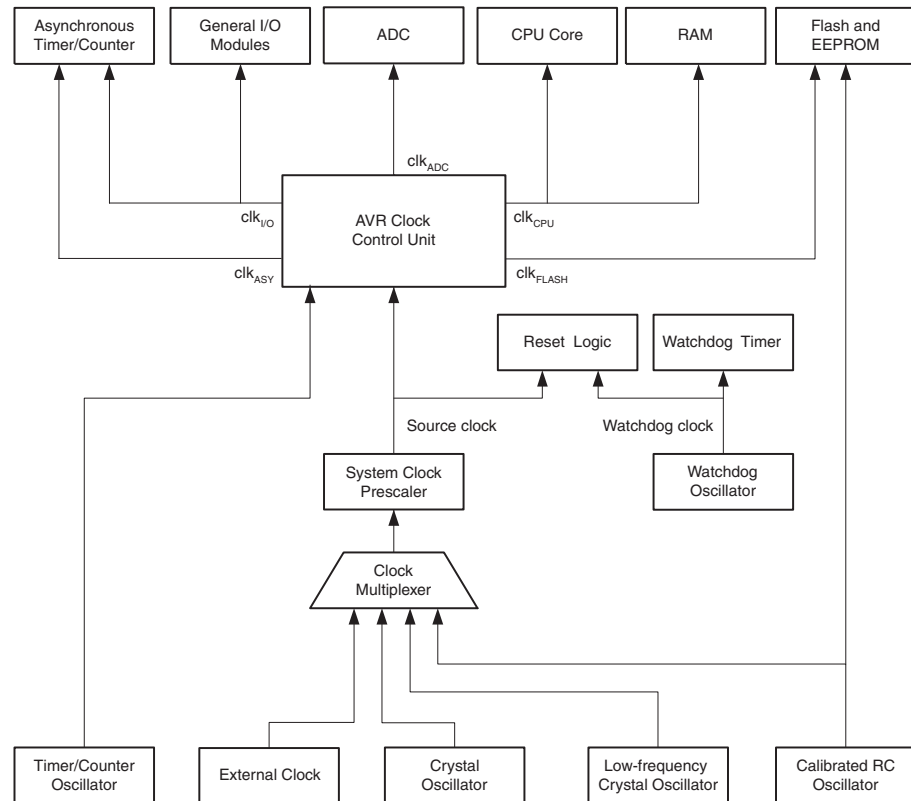 Asynchronous
Timer/Counter
General I/O
Modules
ADC
CPU Core
RAM
Flash and
EEPROM
clkADC
clkI/O
AVR Clock
Control Unit
clkCPU
clkASY
clkFLASH
Reset Logic
Watchdog Timer
Source clock
Watchdog clock
System Clock
Prescaler
Watchdog
Oscillator
Clock
Multiplexer
Timer/Counter
Oscillator
External Clock
Crystal
Oscillator
Low-frequency
Crystal Oscillator
Calibrated RC
Oscillator